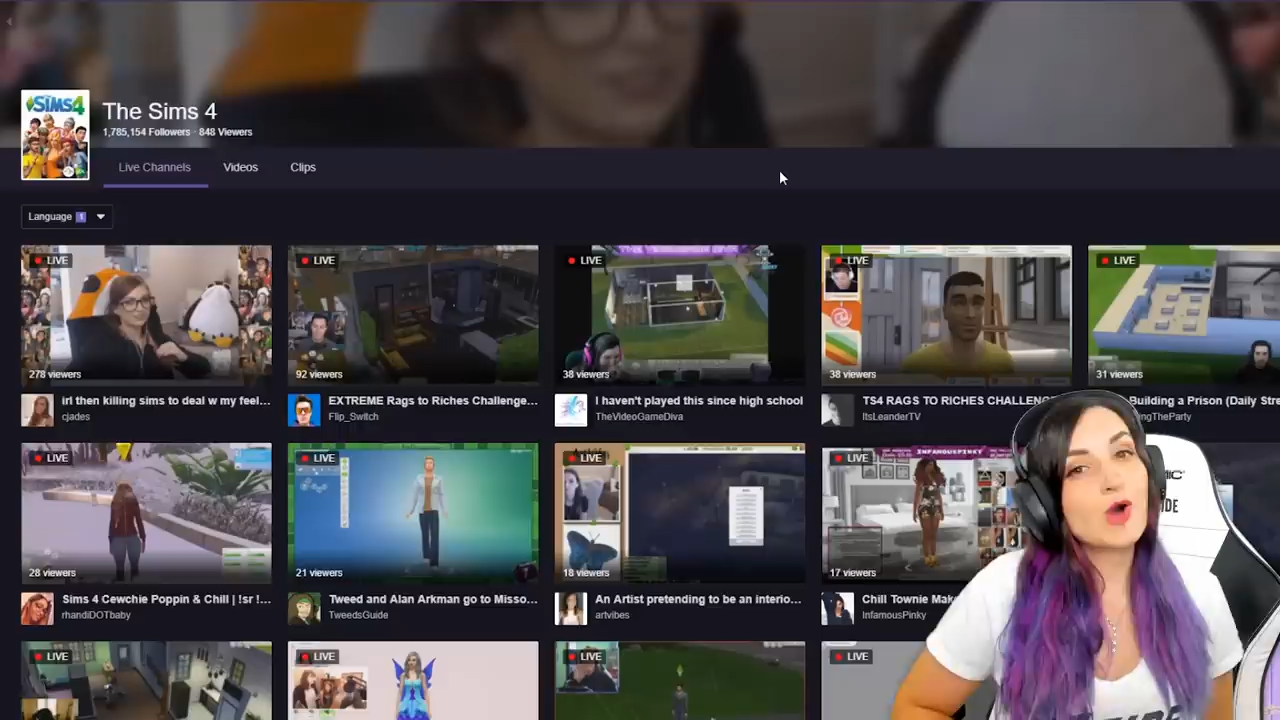 SIMS4
The Sims 4
1,785,154 Followers · 848 Viewers
Live Channels Videos Clips
Language 1
LIVE LIVE LIVE LIVE LIVE
278 viewers 92 viewers 38 viewers 38 viewers 31 viewers
irl then killing sims to deal w my feel... EXTREME Rags to Riches Challenge... I haven't played this since high school TS4 RAGS TO RICHES CHALLENG Building a Prison (Daily Stre
cjades Flip_Switch TheVideoGameDiva ItsLeanderTV ngTheParty
LIVE LIVE LIVE LIVE
INFAMOUSPINKY
28 viewers 21 viewers 18 viewers 17 viewers
Sims 4 Cewchie Poppin & Chill | !sr !... Tweed and Alan Arkman go to Misso... An Artist pretending to be an interio... Chill Townie Mak
rhandiDOTbaby TweedsGuide artvibes InfamousPinky
LIVE LIVE LIVE LIVE